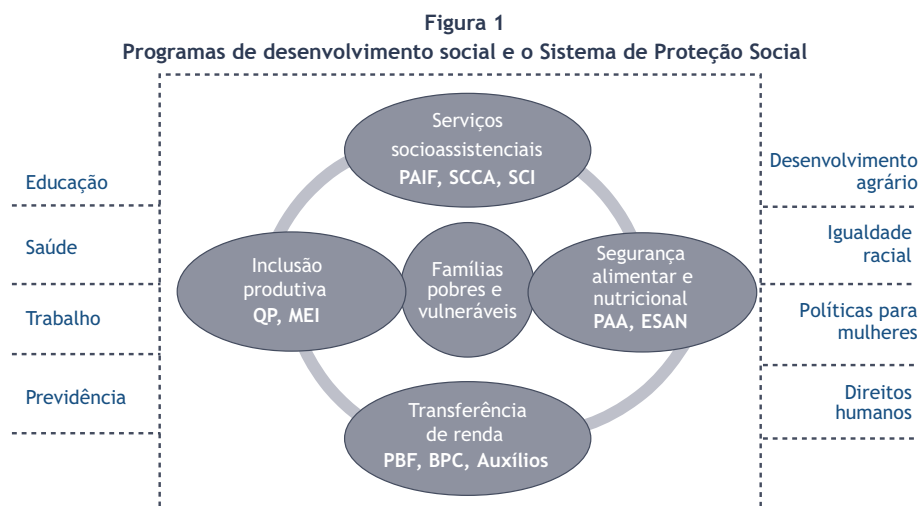 Figura 1
Programas de desenvolvimento social e o Sistema de Proteção Social
Educação
Saúde
Trabalho
Previdência
Serviços
socioassistenciais
PAIF, SCCA, SCI
Inclusão
produtiva
QP, MEI
Famílias
pobres e
vulneráveis
Segurança
alimentar e
nutricional
PAA, ESAN
Transferência
de renda
PBF, BPC, Auxílios
Desenvolvimento
agrário
Igualdade
racial
Políticas para
mulheres
Direitos
humanos